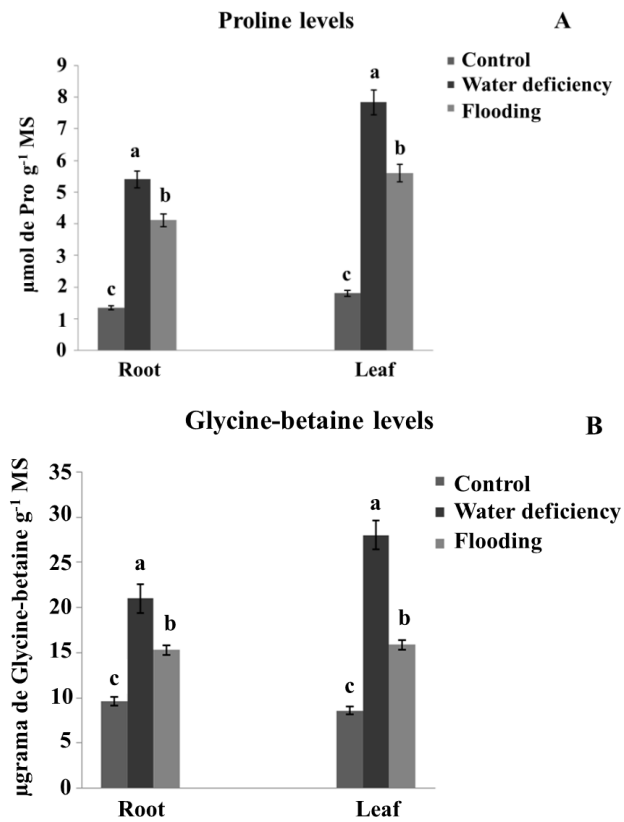 Proline levels
A
Control
Water deficiency
Flooding
µmol de Pro g⁻¹ MS
9
8
7
6
5
4
3
2
1
0
c
a
b
c
a
b
Root
Leaf
Glycine-betaine levels
B
Control
Water deficiency
Flooding
µgrama de Glycine-betaine g⁻¹ MS
35
30
25
20
15
10
5
0
c
a
b
c
a
b
Root
Leaf